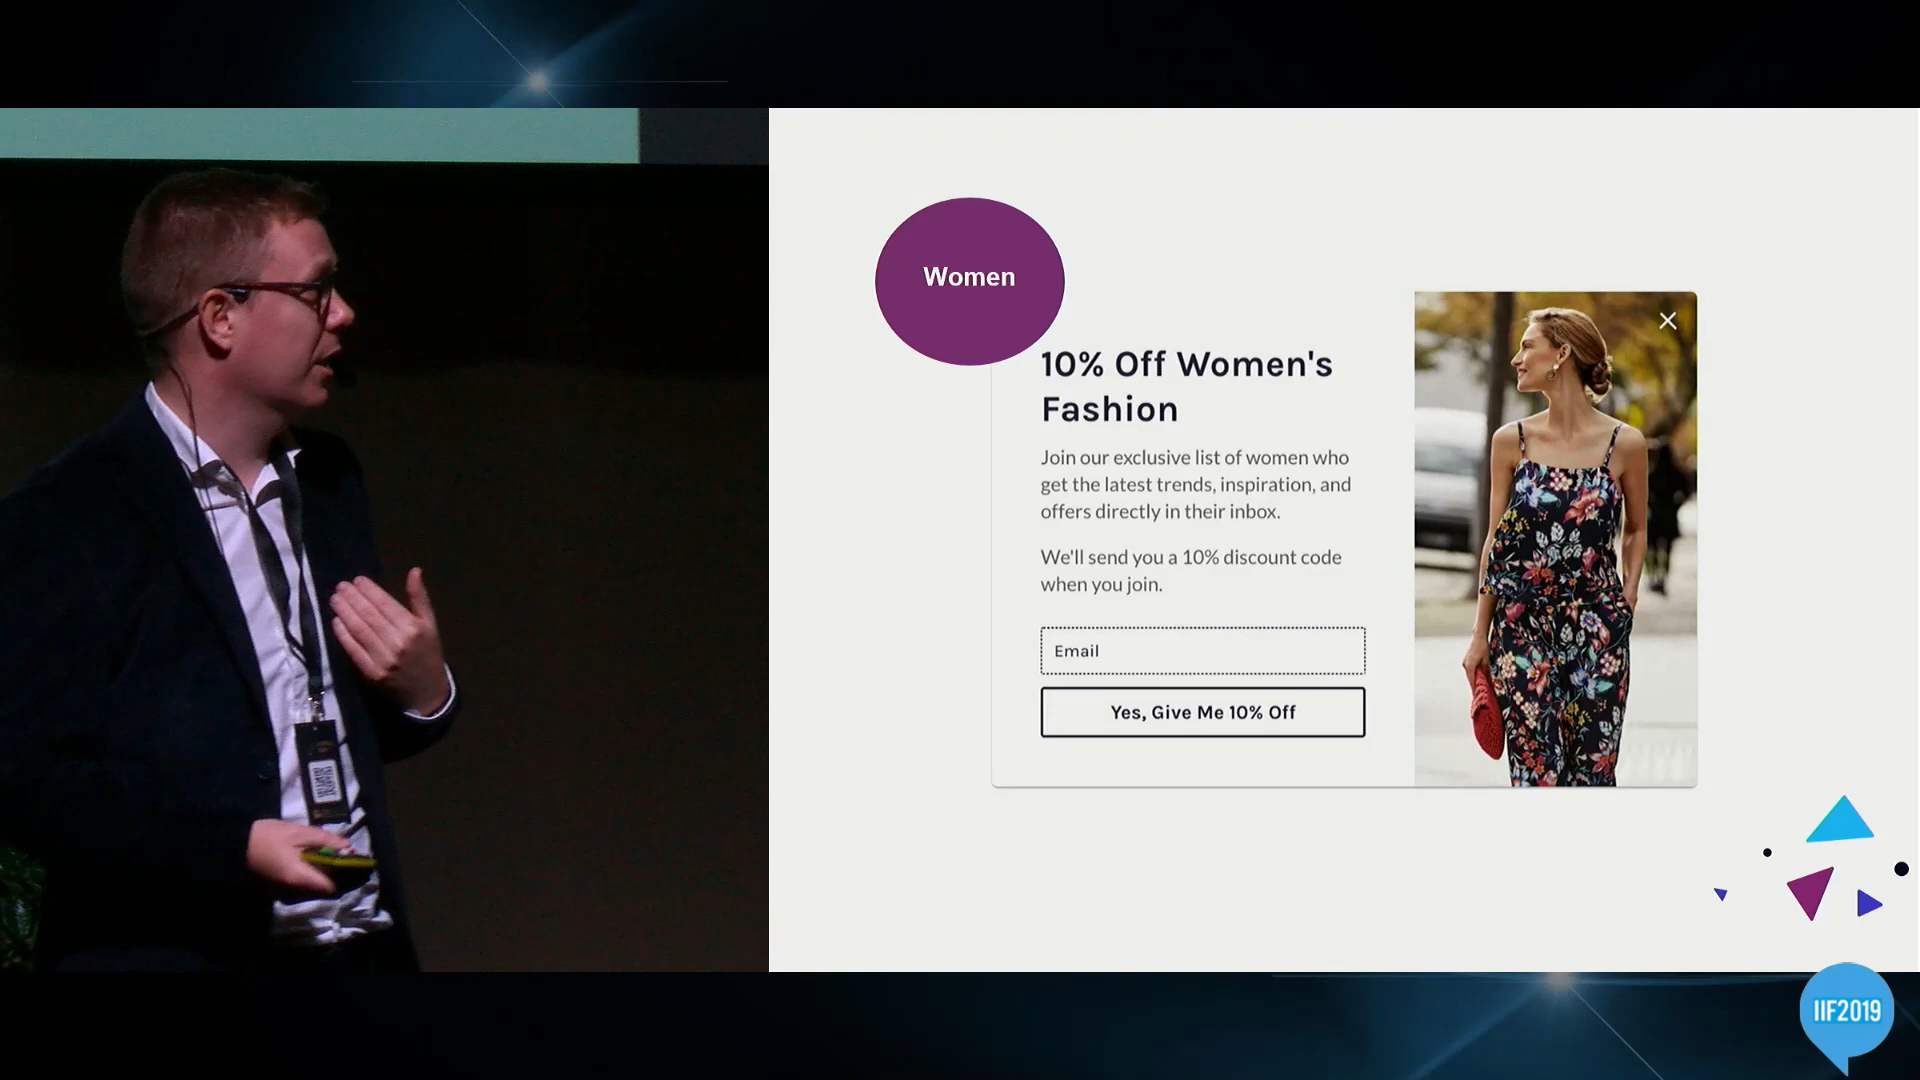 Women
10% Off Women's
Fashion
Join our exclusive list of women who
get the latest trends, inspiration, and
offers directly in their inbox.
We'll send you a 10% discount code
when you join.
Email
Yes, Give Me 10% Off
IIF2019